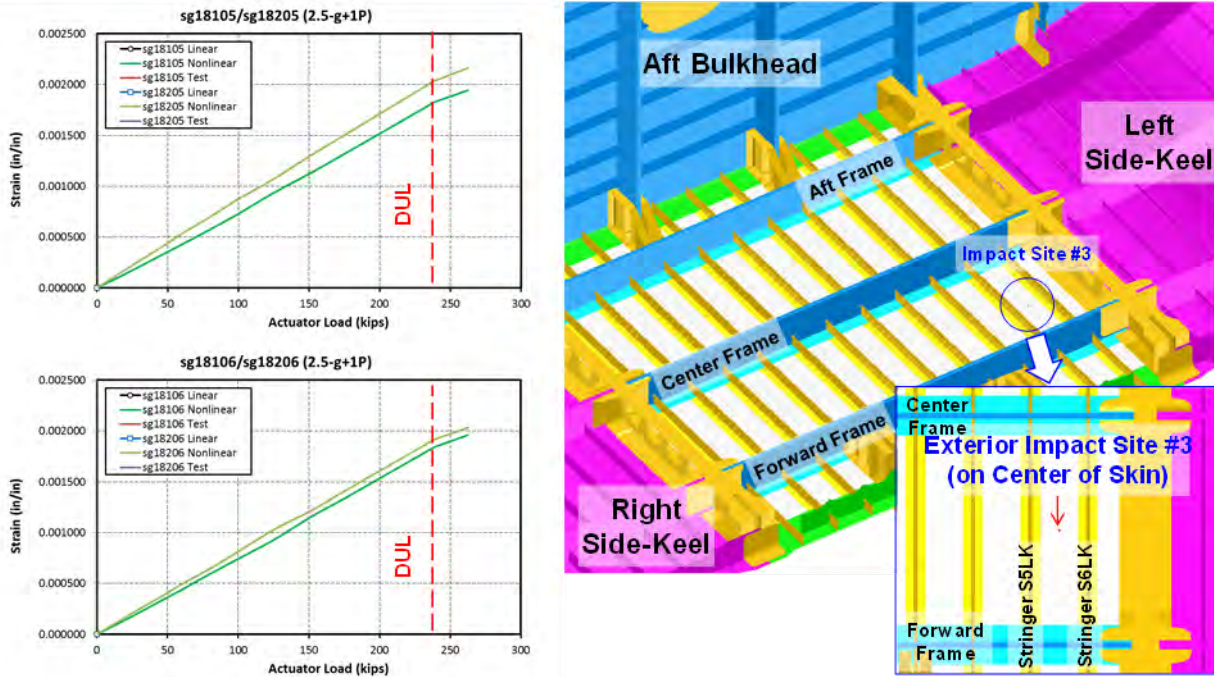 sg18105/sg18205 (2.5-g+1P)
0.002500
0.002000
0.001500
0.001000
0.000500
0.000000
Strain (in/in)
sg18105 Linear
sg18105 Nonlinear
sg18105 Test
sg18205 Linear
sg18205 Nonlinear
sg18205 Test
DUL
0
50
100
150
200
250
300
Actuator Load (kips)
sg18106/sg18206 (2.5-g+1P)
0.002500
0.002000
0.001500
0.001000
0.000500
0.000000
Strain (in/in)
sg18106 Linear
sg18106 Nonlinear
sg18106 Test
sg18206 Linear
sg18206 Nonlinear
sg18206 Test
DUL
0
50
100
150
200
250
300
Actuator Load (kips)
Aft Bulkhead
Left
Side-Keel
Aft Frame
Impact Site #3
Center Frame
Forward Frame
Right
Side-Keel
Center
Frame
Exterior Impact Site #3
(on Center of Skin)
Stringer S5LK
Stringer S6LK
Forward
Frame